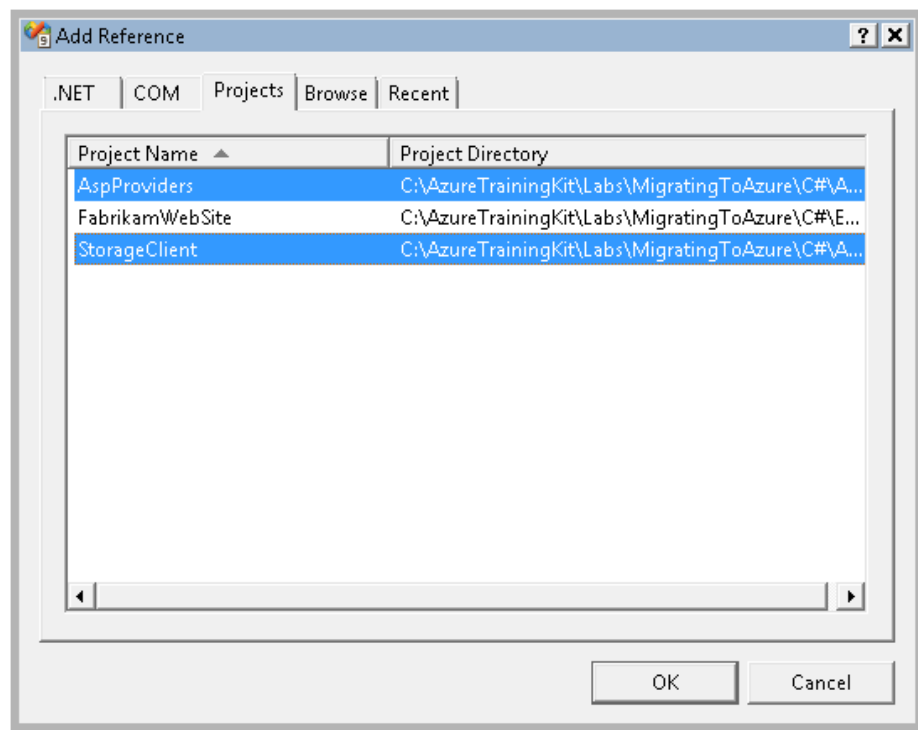 Add Reference
.NET COM Projects Browse Recent
Project Name Project Directory
AspProviders C:\AzureTrainingKit\Labs\MigratingToAzure\C#\A...
FabrikamWebSite C:\AzureTrainingKit\Labs\MigratingToAzure\C#\E...
StorageClient C:\AzureTrainingKit\Labs\MigratingToAzure\C#\A...
OK Cancel